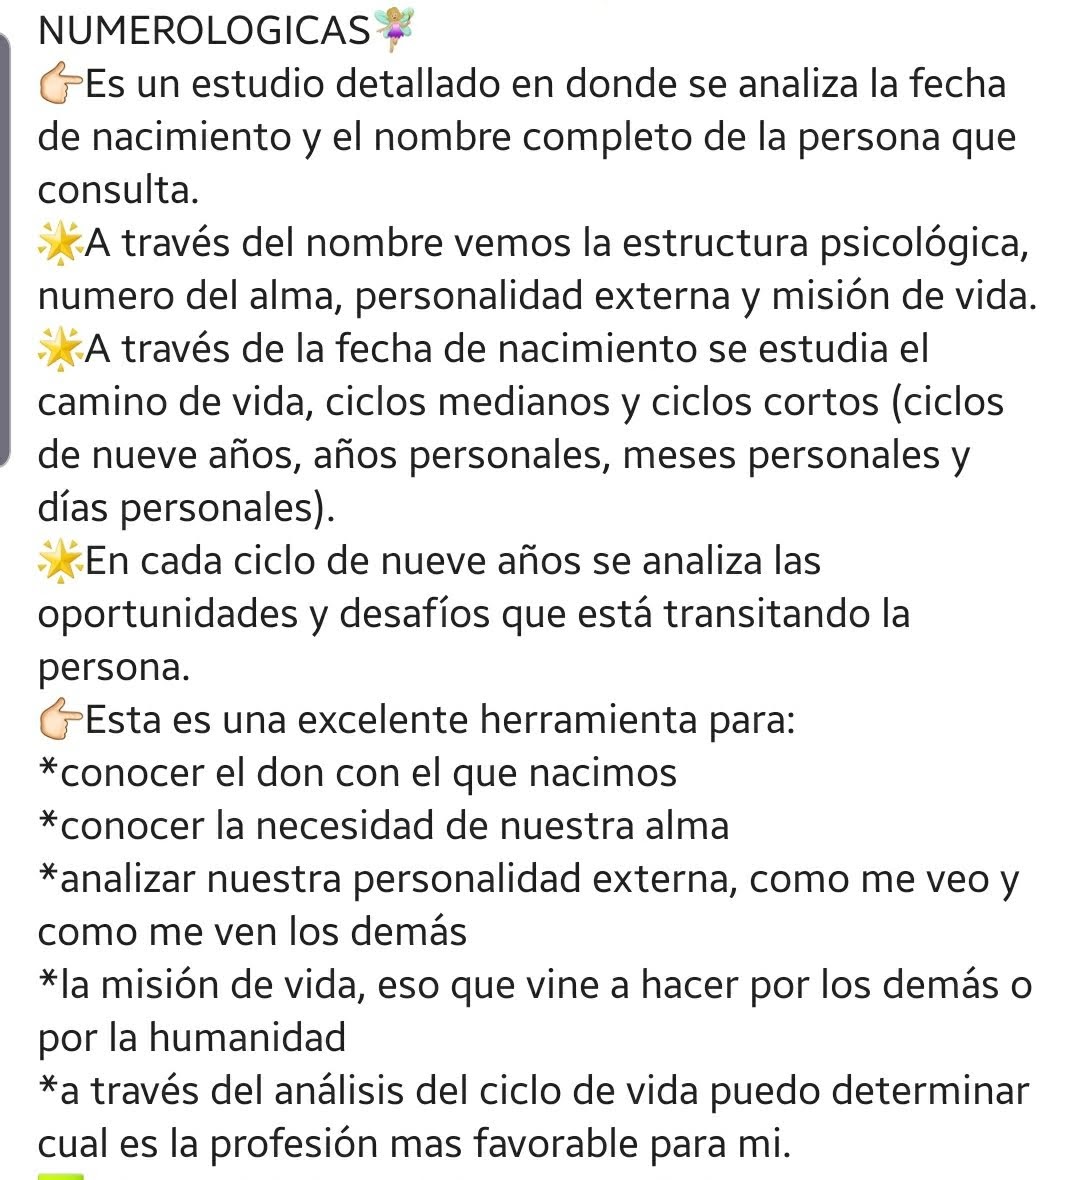 NUMEROLOGICAS🧚🏼‍♀️
👉🏻Es un estudio detallado en donde se analiza la fecha
de nacimiento y el nombre completo de la persona que
consulta.
🌟A través del nombre vemos la estructura psicológica,
numero del alma, personalidad externa y misión de vida.
🌟A través de la fecha de nacimiento se estudia el
camino de vida, ciclos medianos y ciclos cortos (ciclos
de nueve años, años personales, meses personales y
días personales).
🌟En cada ciclo de nueve años se analiza las
oportunidades y desafíos que está transitando la
persona.
👉🏻Esta es una excelente herramienta para:
*conocer el don con el que nacimos
*conocer la necesidad de nuestra alma
*analizar nuestra personalidad externa, como me veo y
como me ven los demás
*la misión de vida, eso que vine a hacer por los demás o
por la humanidad
*a través del análisis del ciclo de vida puedo determinar
cual es la profesión mas favorable para mi.